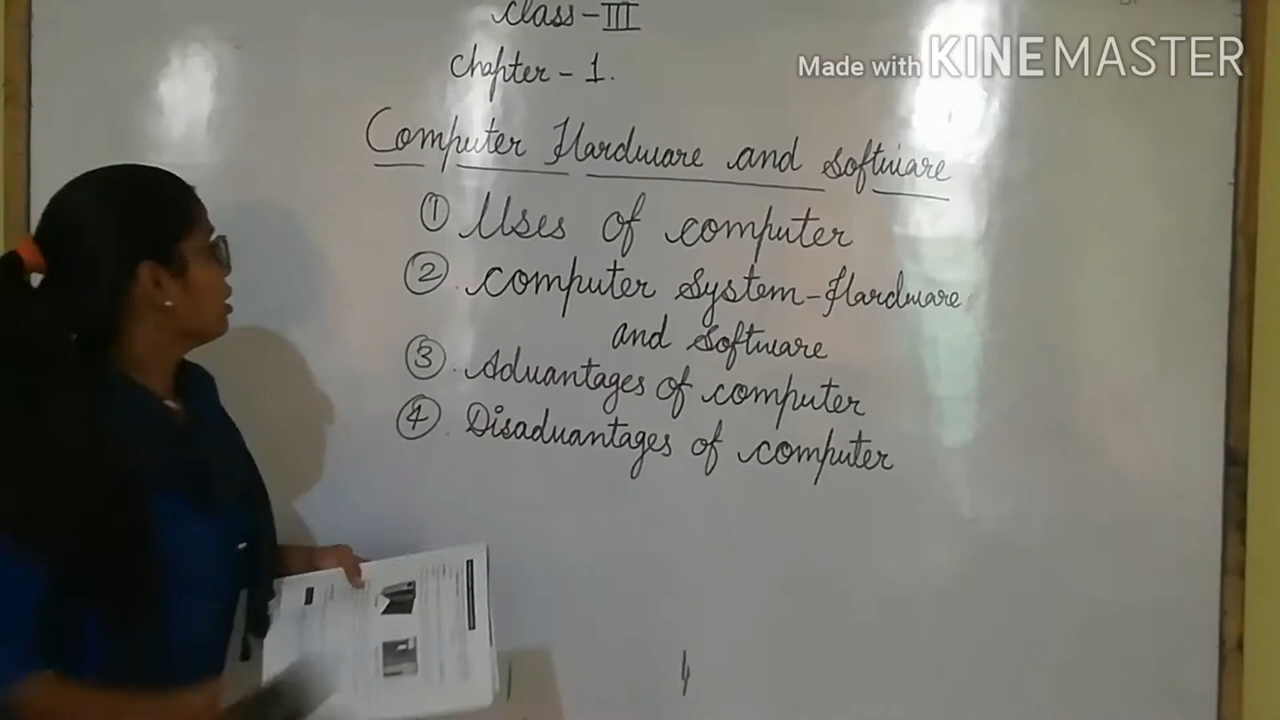 Class - III
Made with KINEMASTER
Chapter - 1.
Computer Hardware and Software
① Uses of computer
② Computer System - Hardware
and Software
③ Advantages of computer
④ Disadvantages of computer